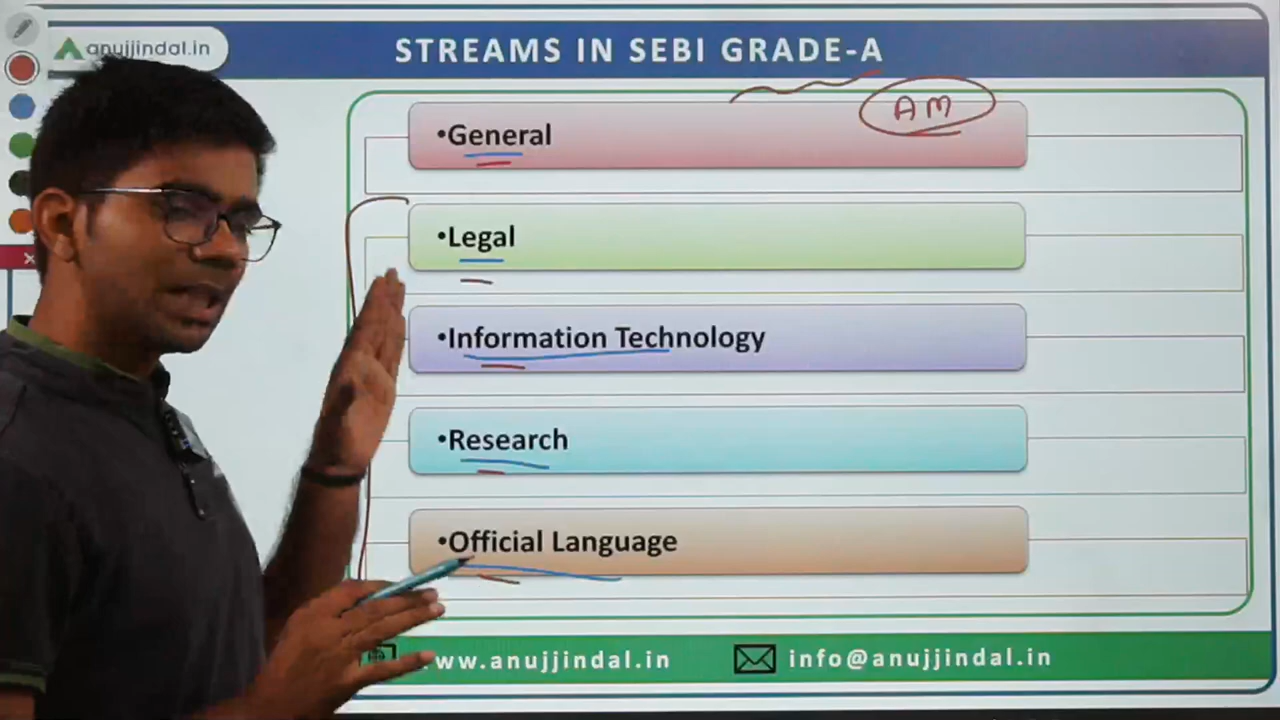 anujjindal.in
STREAMS IN SEBI GRADE-A
AM
•General
•Legal
•Information Technology
•Research
•Official Language
ww.anujjindal.in
info@anujjindal.in